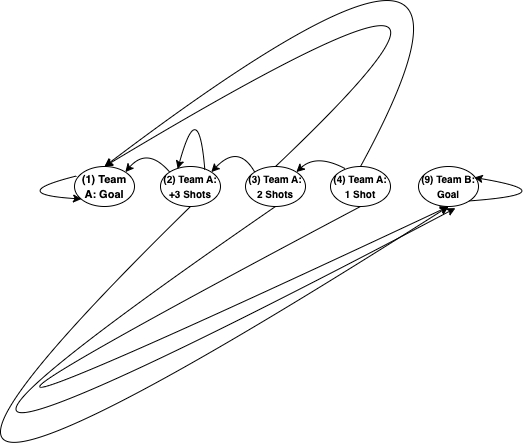 (1) Team
A: Goal
(2) Team A:
+3 Shots
(3) Team A:
2 Shots
(4) Team A:
1 Shot
(9) Team B:
Goal